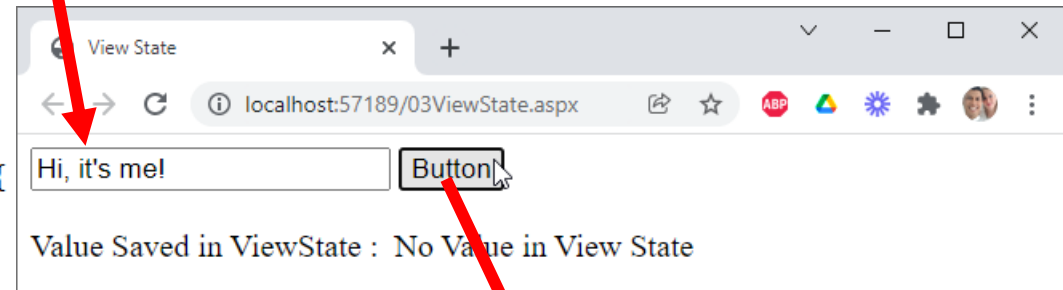 View State
localhost:57189/03ViewState.aspx
ABP
{
Hi, it's me!
Button
Value Saved in ViewState : No Value in View State